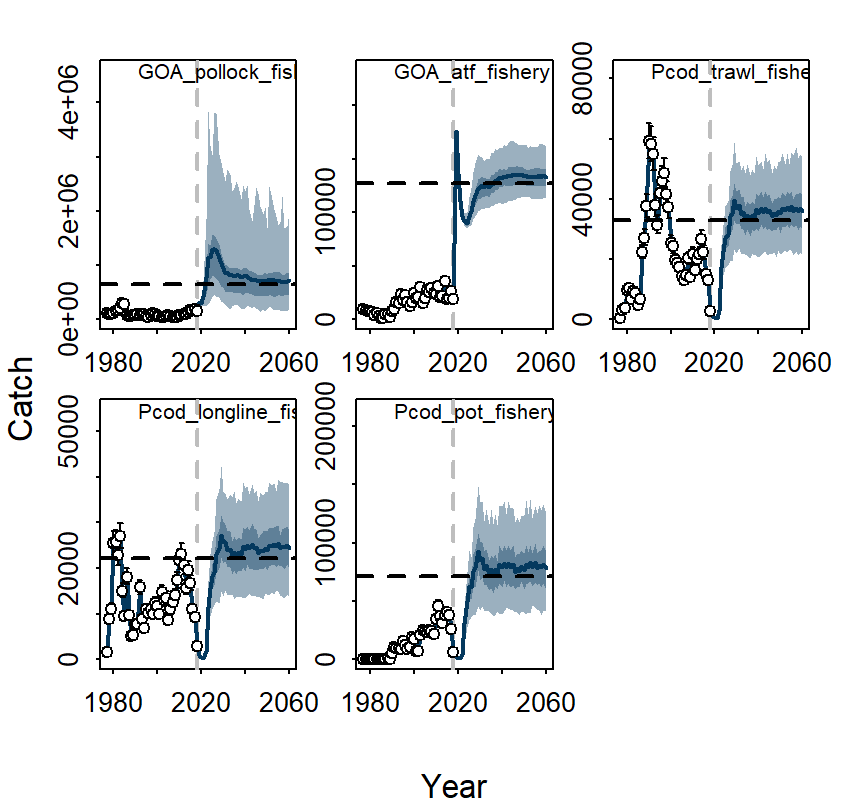 GOA_pollock_fis
GOA_atf_fishery
Pcod_trawl_fishe
4e+06
2e+06
0e+00
100000
0
80000
40000
0
1980 2020 2060
1980 2020 2060
1980 2020 2060
Catch
Pcod_longline_fis
Pcod_pot_fishery
50000
20000
0
200000
100000
0
1980 2020 2060
1980 2020 2060
Year